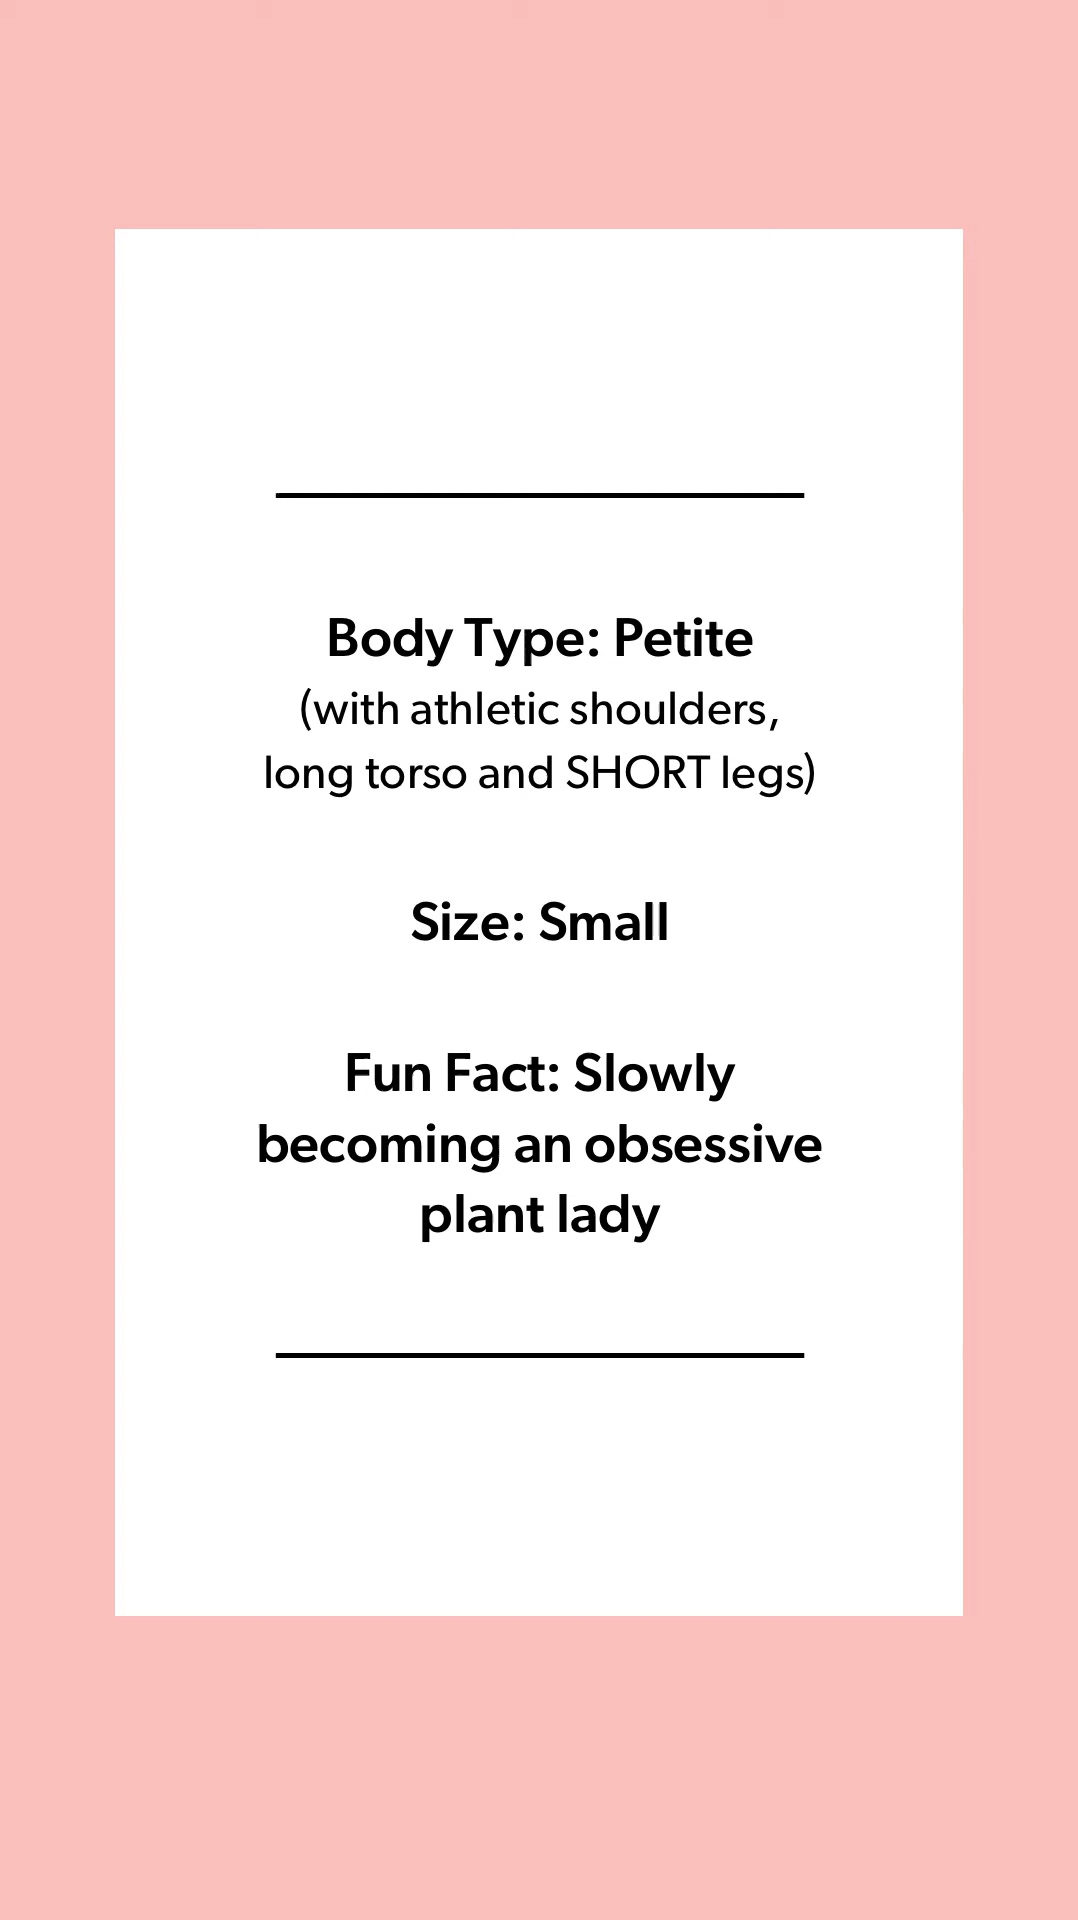 Body Type: Petite
(with athletic shoulders,
long torso and SHORT legs)
Size: Small
Fun Fact: Slowly
becoming an obsessive
plant lady